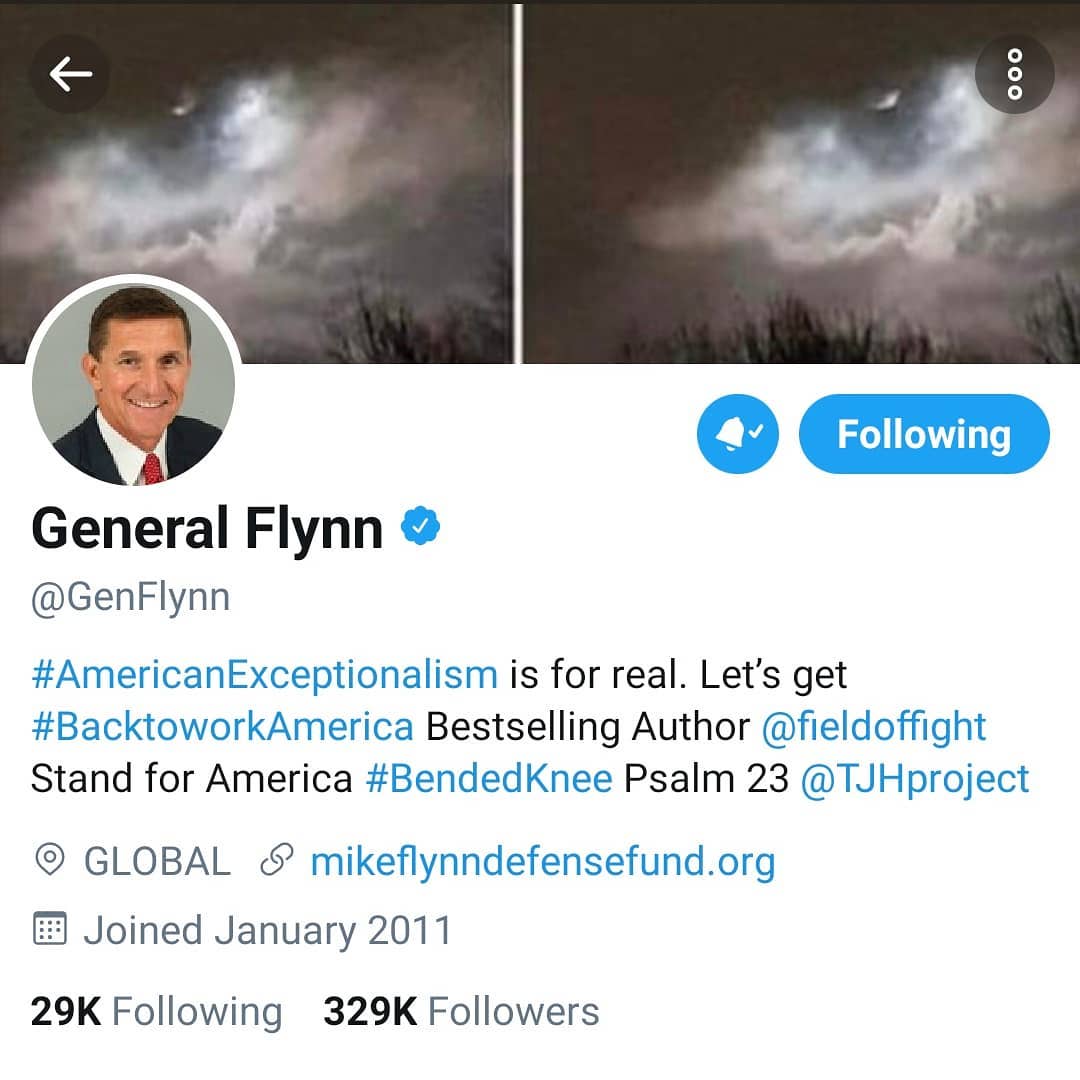 Following
General Flynn
@GenFlynn
#AmericanExceptionalism is for real. Let’s get
#BacktoworkAmerica Bestselling Author @fieldoffight
Stand for America #BendedKnee Psalm 23 @TJHproject
GLOBAL mikeflynndefensefund.org
Joined January 2011
29K Following 329K Followers